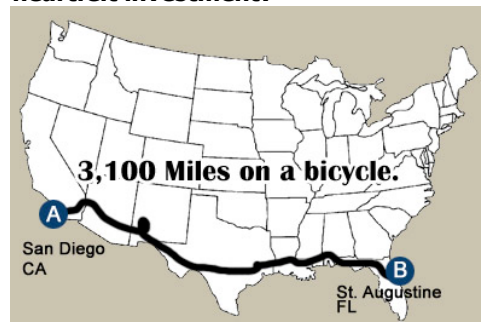 3,100 Miles on a bicycle.
A
San Diego
CA
B
St. Augustine
FL